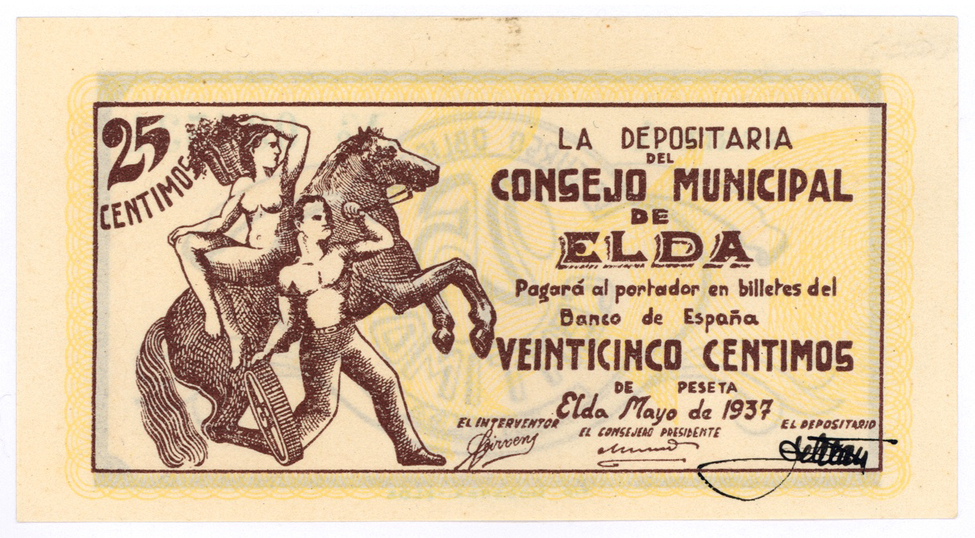 25
CENTIMOS
LA DEPOSITARIA
DEL
CONSEJO MUNICIPAL
DE
ELDA
Pagará al portador en billetes del
Banco de España
VEINTICINCO CENTIMOS
DE PESETA
Elda Mayo de 1937
EL INTERVENTOR
EL CONSEJERO PRESIDENTE
EL DEPOSITARIO